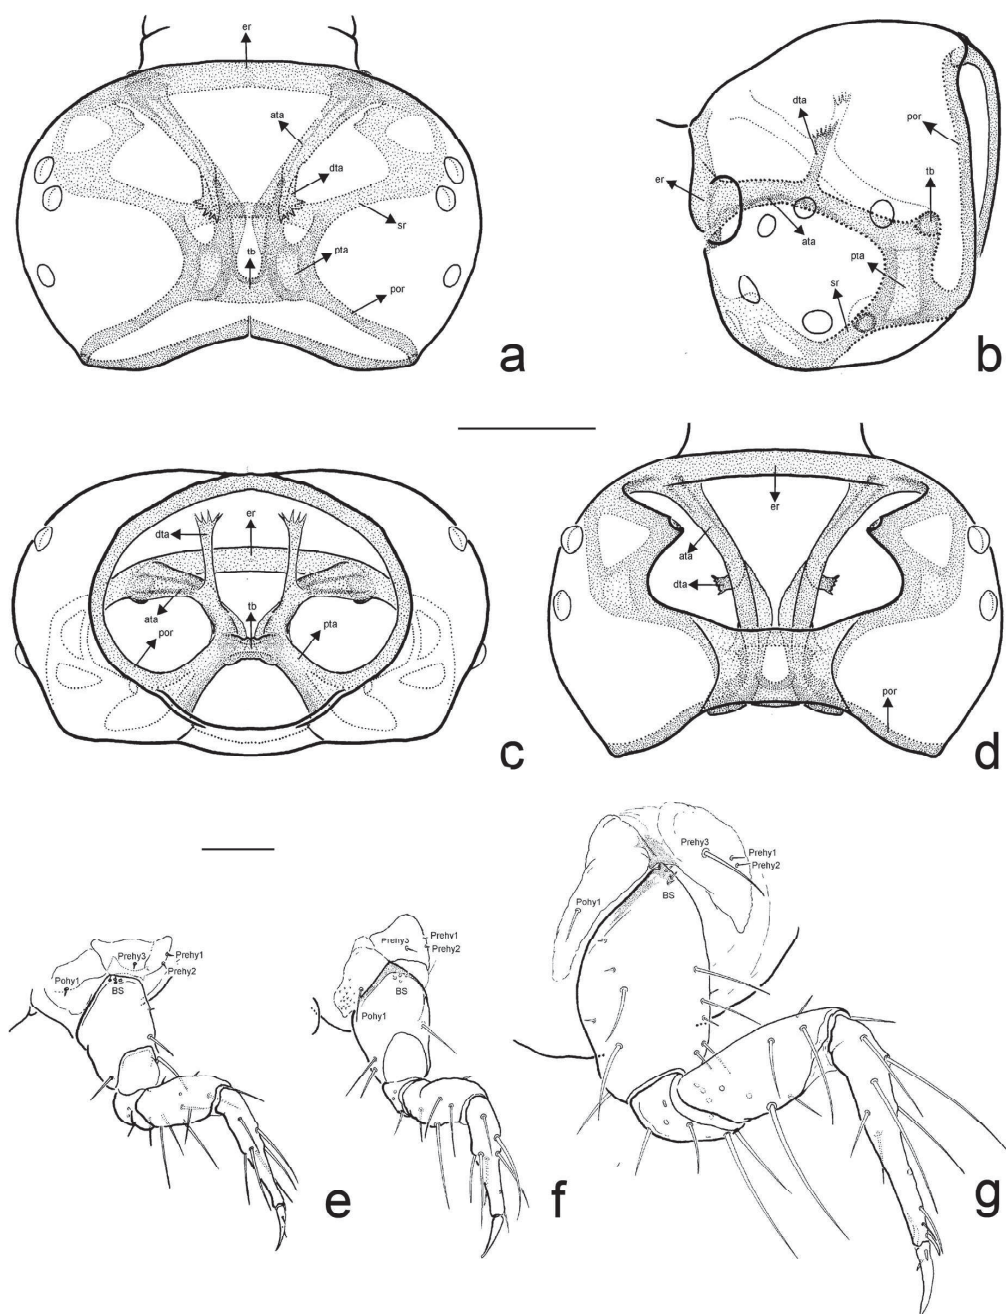 er
ata
dta
sr
tb
pta
por
a
dta
por
tb
er
ata
pta
sr
b
dta
er
ata
tb
por
pta
c
er
ata
dta
por
d
Prehy3
Prehy1
Prehy2
Pohy1
BS
e
Prehy3
Prehy1
Prehy2
BS
Pohy1
f
Prehy3
Prehy1
Prehy2
BS
Pohy1
g